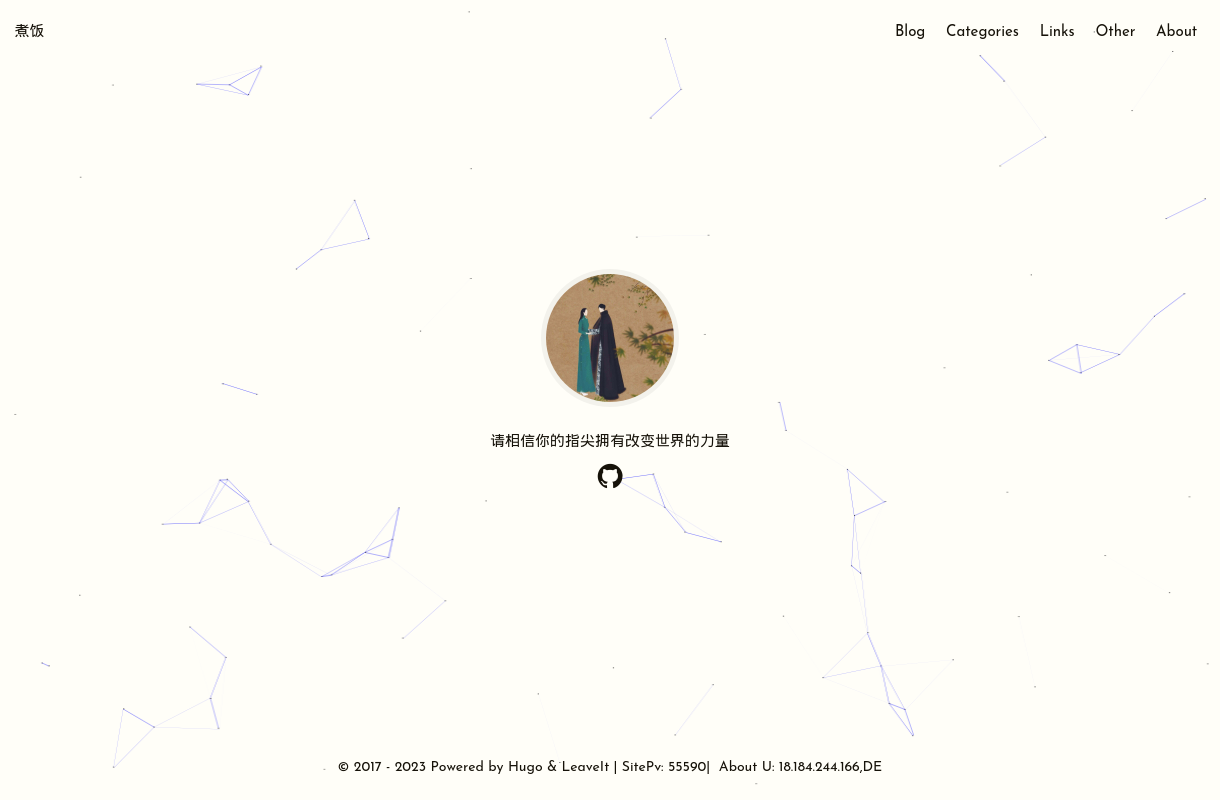 煮饭
Blog Categories Links Other About
请相信你的指尖拥有改变世界的力量
© 2017 - 2023 Powered by Hugo & LeaveIt | SitePv: 55590| About U: 18.184.244.166,DE